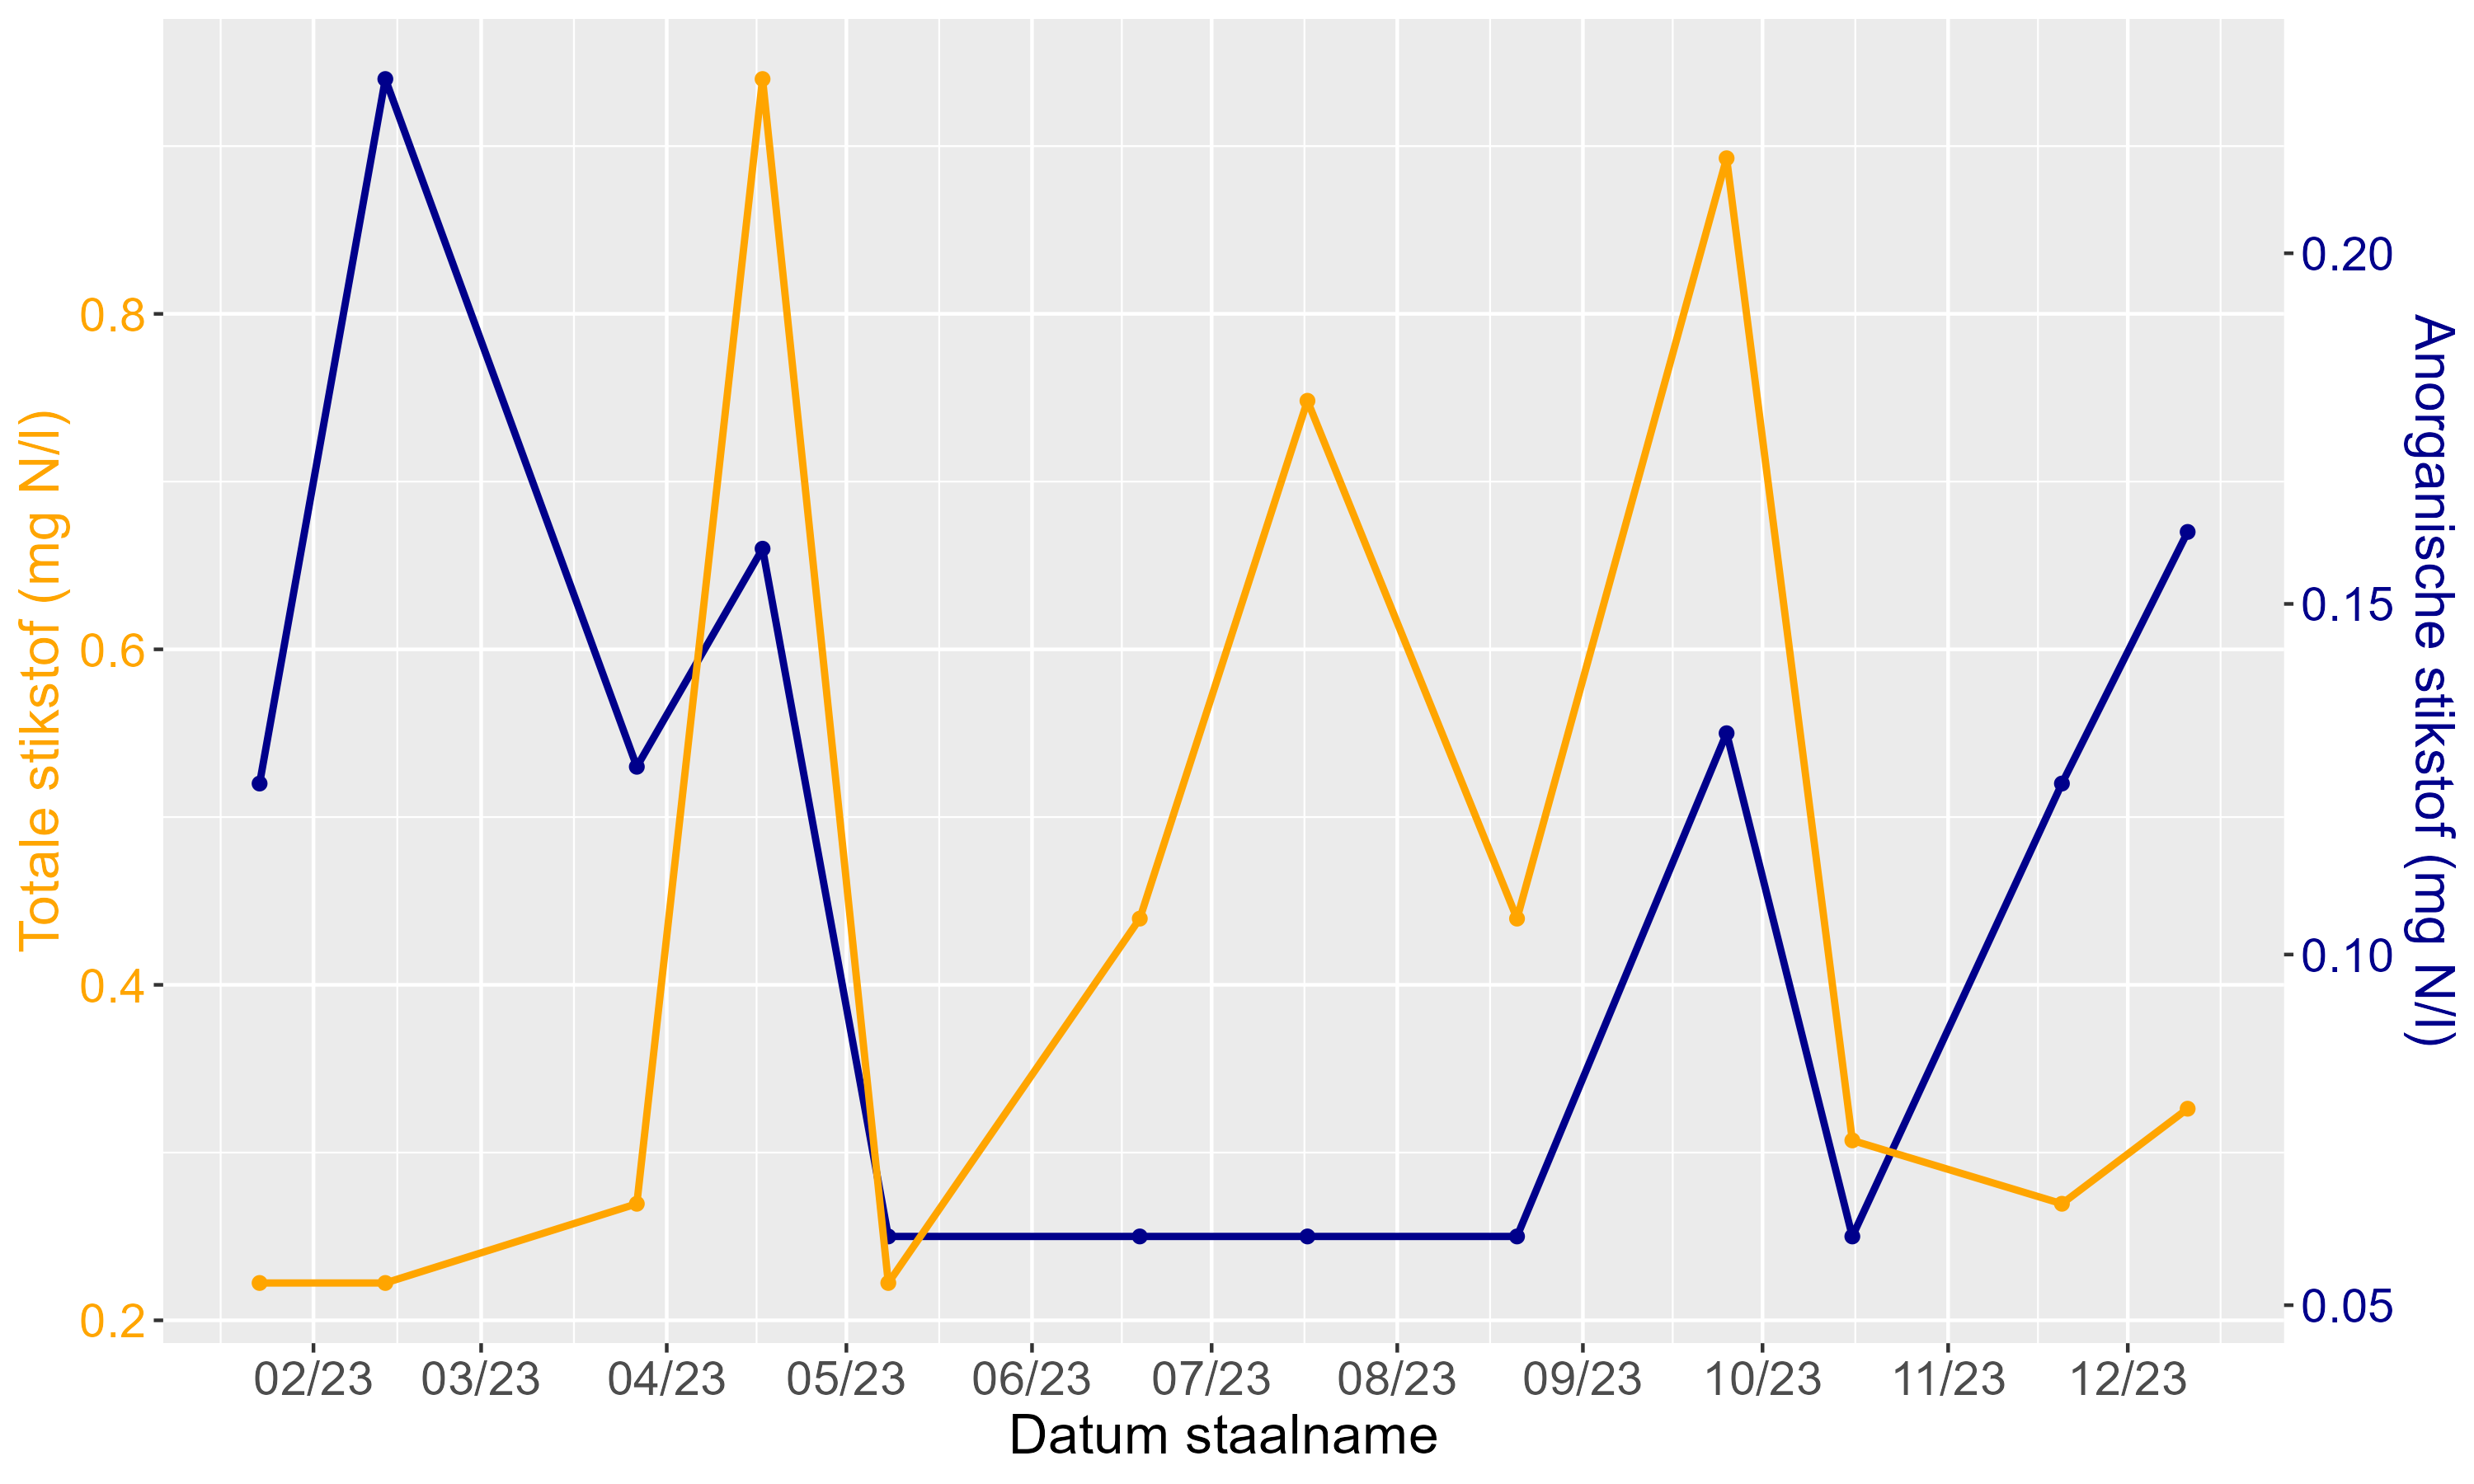 Totale stikstof (mg N/l)
0.8
0.6
0.4
0.2
0.20
0.15
0.10
0.05
Anorganische stikstof (mg N/l)
02/23 03/23 04/23 05/23 06/23 07/23 08/23 09/23 10/23 11/23 12/23
Datum staalname